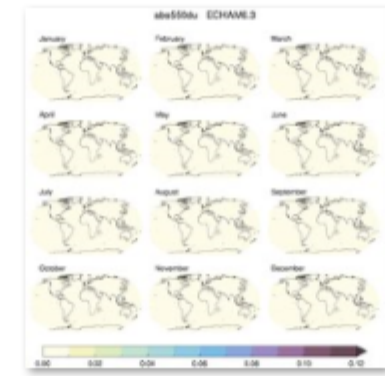 abs550du ECHAM6.3
January February March
April May June
July August September
October November December
0.00 0.02 0.04 0.06 0.08 0.10 0.12